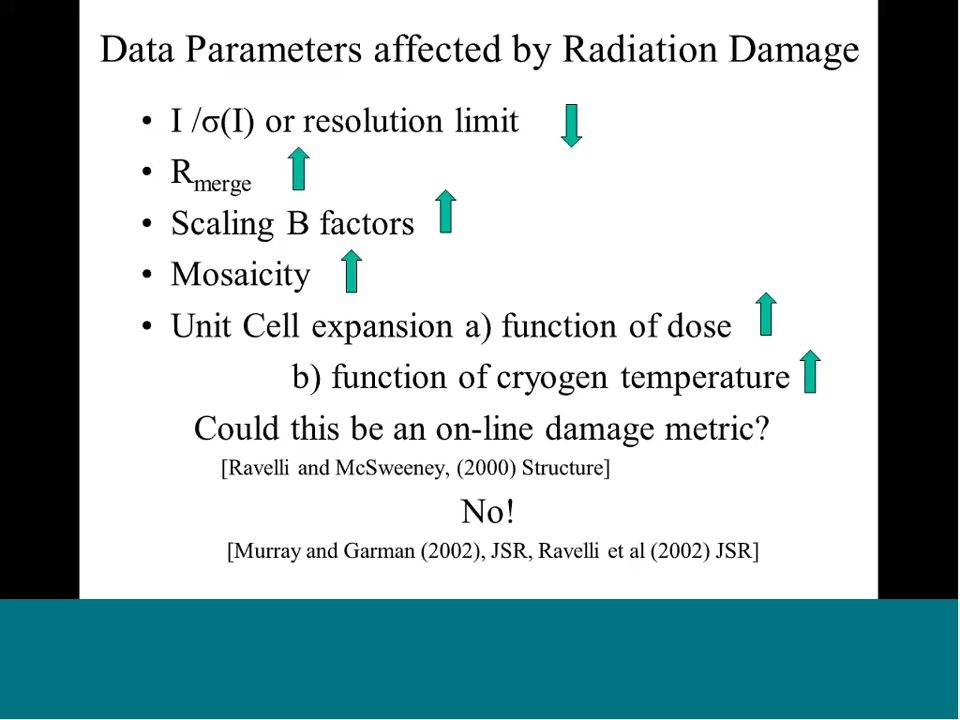 Data Parameters affected by Radiation Damage
• I /σ(I) or resolution limit
• Rmerge
• Scaling B factors
• Mosaicity
• Unit Cell expansion a) function of dose
b) function of cryogen temperature
Could this be an on-line damage metric?
[Ravelli and McSweeney, (2000) Structure]
No!
[Murray and Garman (2002), JSR, Ravelli et al (2002) JSR]